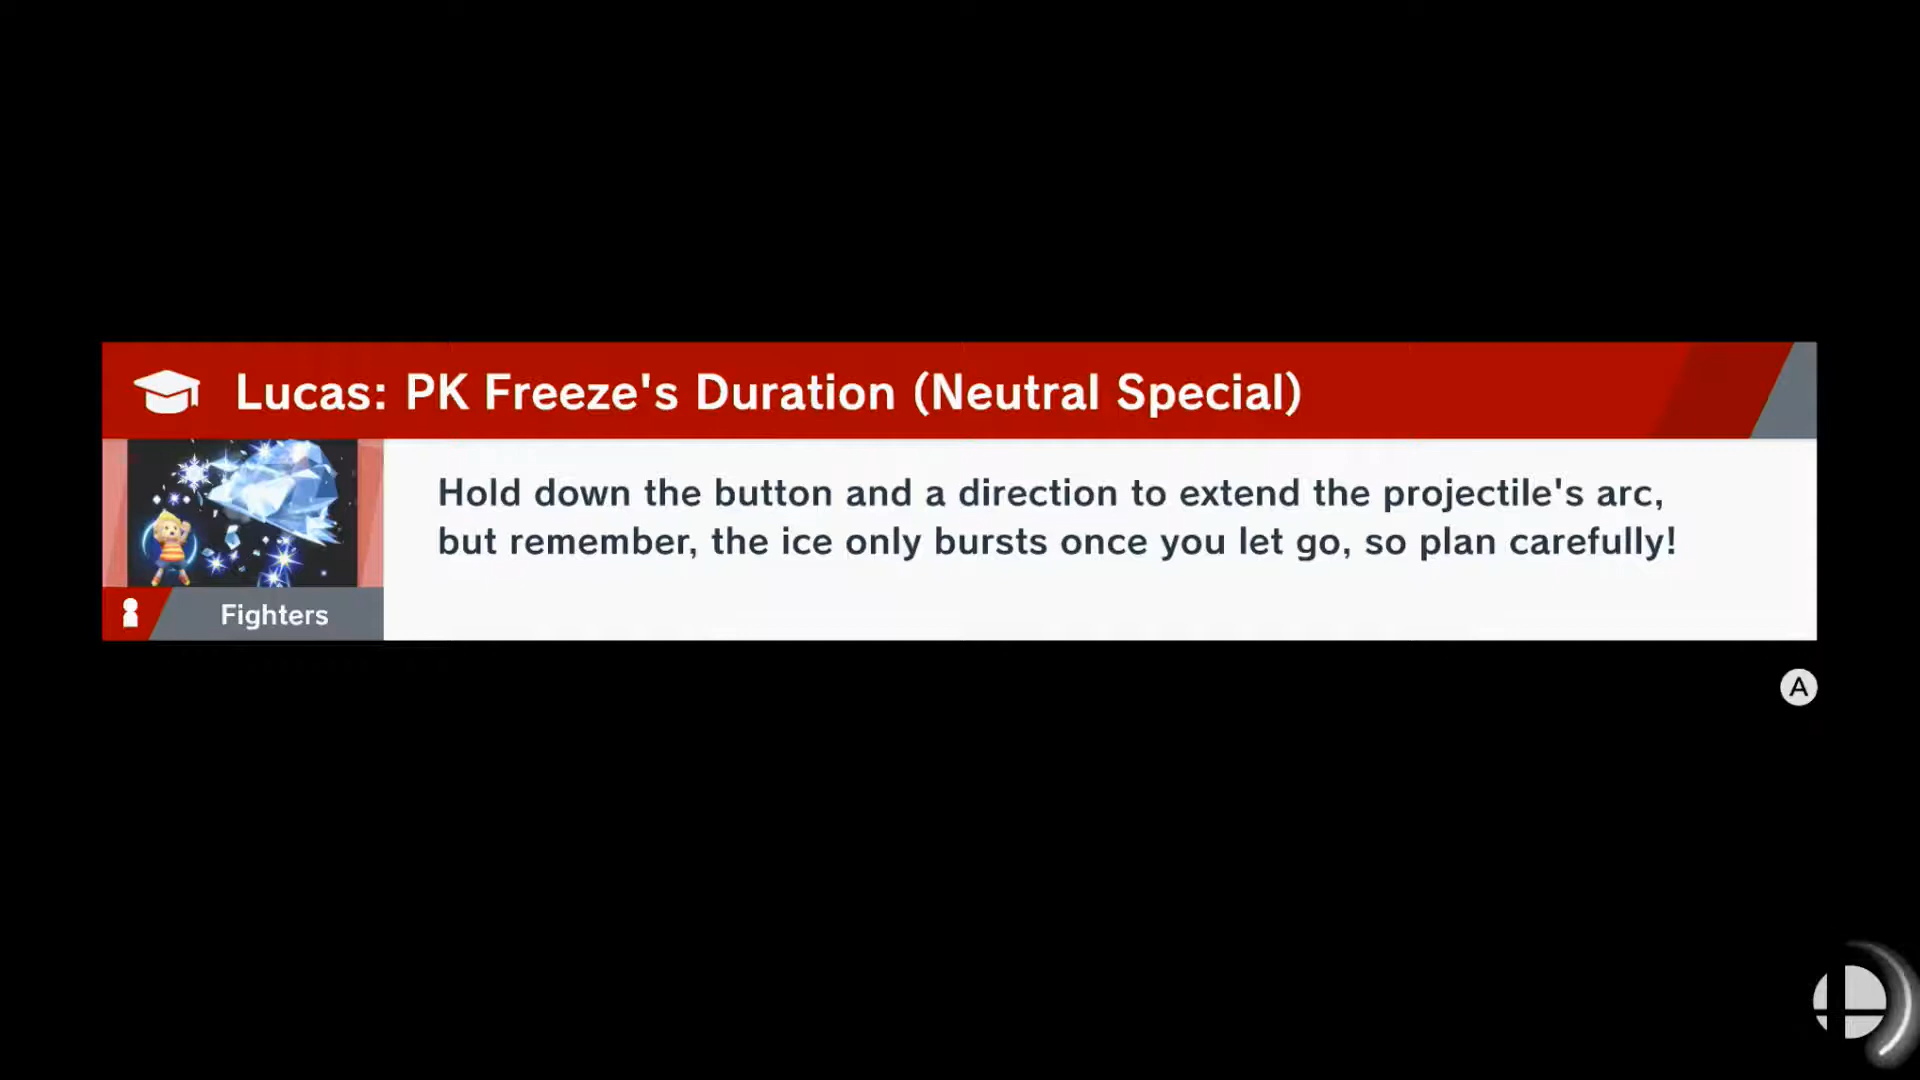 Lucas: PK Freeze's Duration (Neutral Special)
Hold down the button and a direction to extend the projectile's arc,
but remember, the ice only bursts once you let go, so plan carefully!
Fighters
A